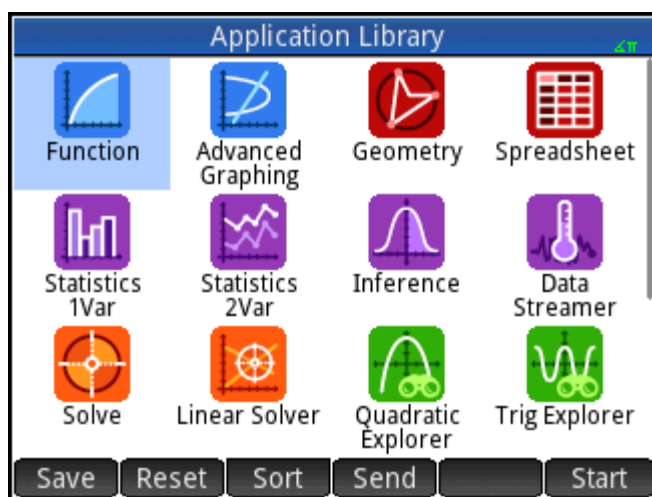 Application Library
∡π
Function
Advanced Graphing
Geometry
Spreadsheet
Statistics 1Var
Statistics 2Var
Inference
Data Streamer
Solve
Linear Solver
Quadratic Explorer
Trig Explorer
Save Reset Sort Send Start